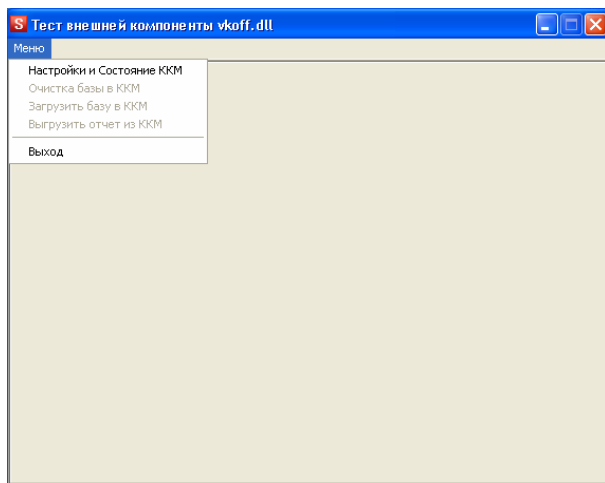 S Тест внешней компоненты vkoff.dll
Меню
Настройки и Состояние ККМ
Очистка базы в ККМ
Загрузить базу в ККМ
Выгрузить отчет из ККМ
Выход